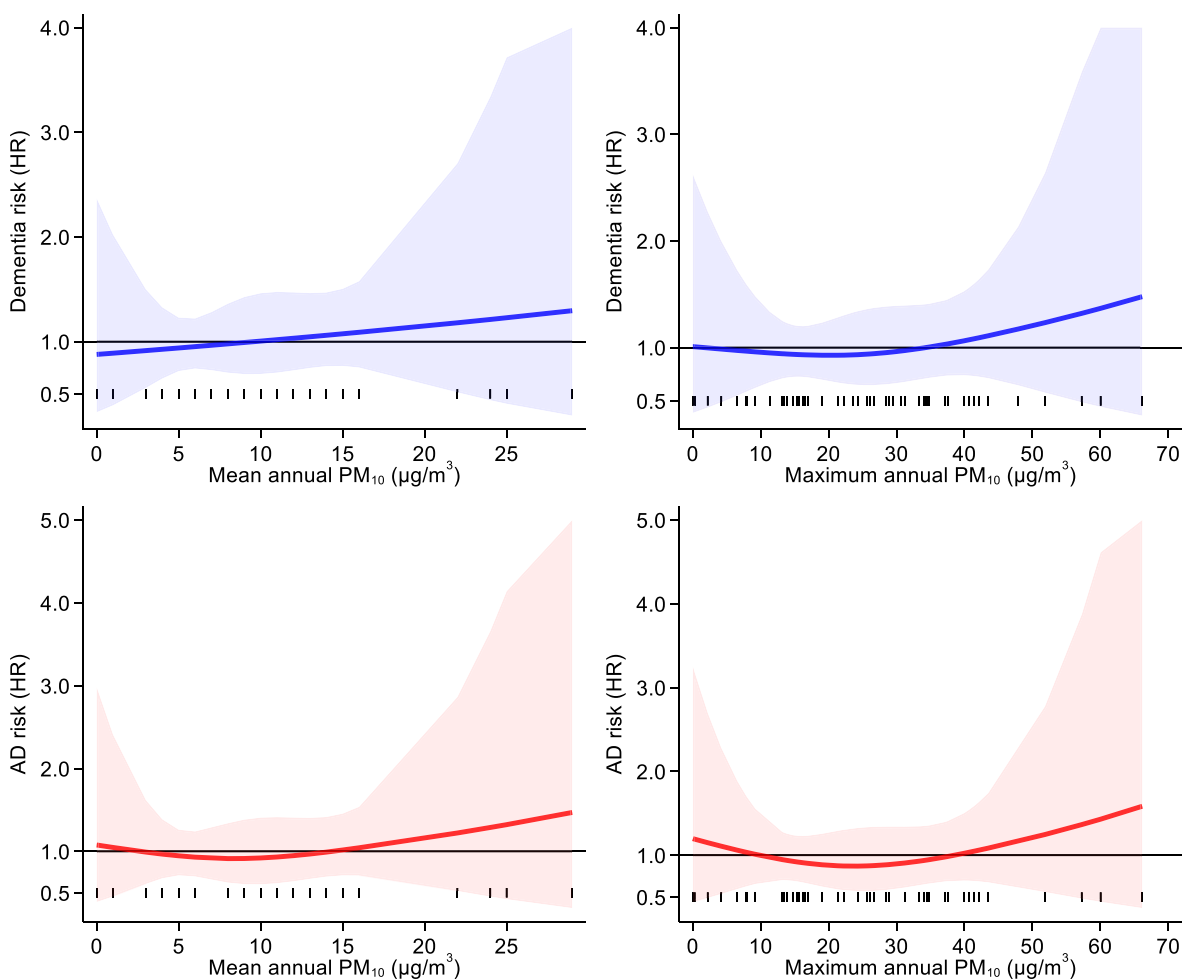 4.0
3.0
2.0
1.0
0.5
Dementia risk (HR)
0 5 10 15 20 25
Mean annual PM₁₀ (µg/m³)
4.0
3.0
2.0
1.0
0.5
Dementia risk (HR)
0 10 20 30 40 50 60 70
Maximum annual PM₁₀ (µg/m³)
5.0
4.0
3.0
2.0
1.0
0.5
AD risk (HR)
0 5 10 15 20 25
Mean annual PM₁₀ (µg/m³)
5.0
4.0
3.0
2.0
1.0
0.5
AD risk (HR)
0 10 20 30 40 50 60 70
Maximum annual PM₁₀ (µg/m³)